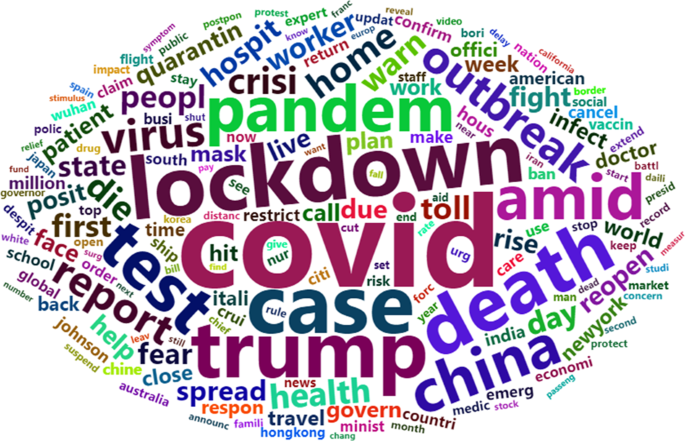 symptom protest know video franc
public postpon expert reveal
flight quarantin hospit worker return updat confirm europ delay california
impact claim stay crisi home warn staff offici bori nation
spain wuhan peopl pandem work week american border
stimulus patient busi shut outbreak fight social cancel
polic drug virus now live want plan make hous near infect vaccin extend
relief japan state south mask pay lockdown fall iran ban doctor start battl
fund million posit die see amid daili presid
governor top distanc restrict call due end aid toll stop world record
despit first time korea cut rate rise use keep measur
white face open surg ship hit give covid urg care reopen studi
school order bill find nur set forc man dead market
number global next test citi risk year death concern
back report itali crui rule case india day newyork second
johnson help still chief protect
suspend leav chine fear trump china economi
close spread news health emerg passeng
australia respon travel govern countri medic stock
announc famili hongkong minist month
chang